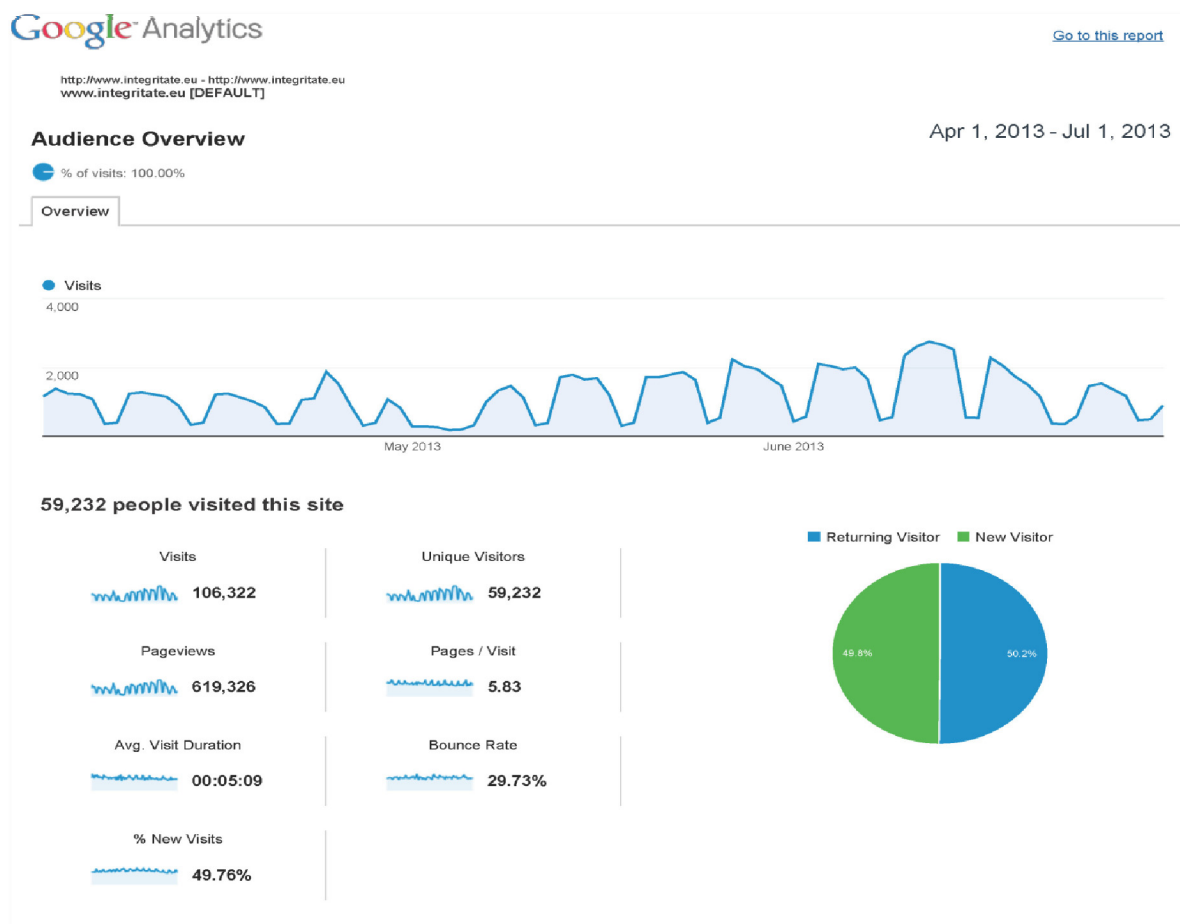 Google Analytics
Go to this report
http://www.integritate.eu - http://www.integritate.eu
www.integritate.eu [DEFAULT]
Audience Overview
Apr 1, 2013 - Jul 1, 2013
% of visits: 100.00%
Overview
Visits
4,000
2,000
May 2013
June 2013
59,232 people visited this site
Returning Visitor
New Visitor
Visits
106,322
Unique Visitors
59,232
Pageviews
619,326
Pages / Visit
5.83
49.8%
50.2%
Avg. Visit Duration
00:05:09
Bounce Rate
29.73%
% New Visits
49.76%